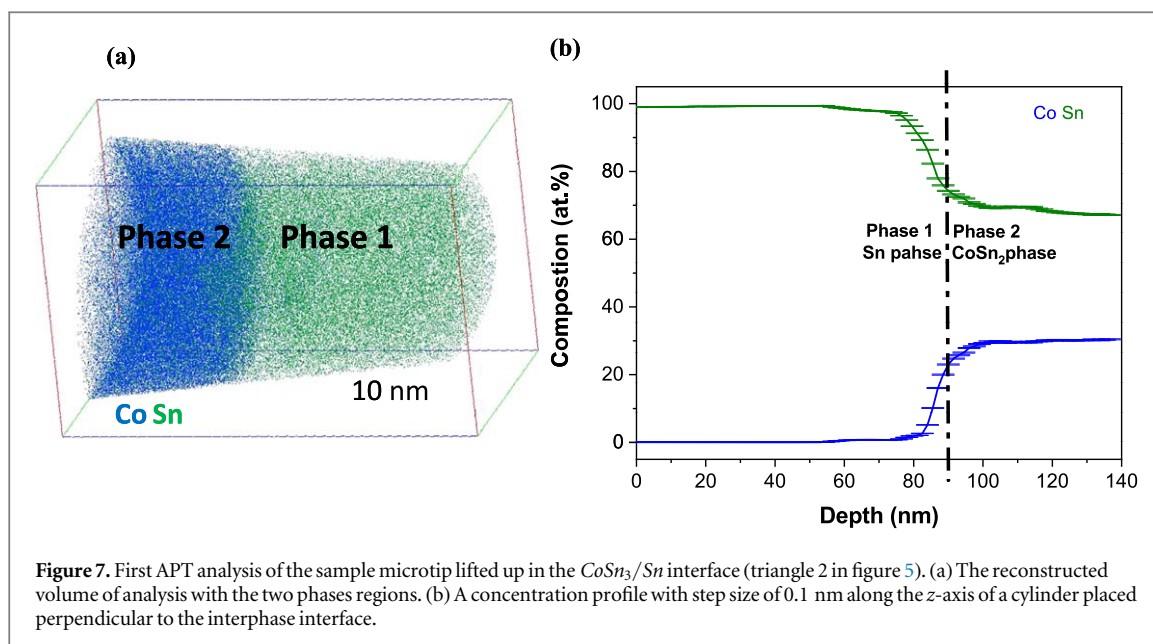 (a)
Phase 2 Phase 1
10 nm
Co Sn
(b)
Co Sn
100
80
60
40
20
0
Compostion (at.%)
Phase 1 Phase 2
Sn pahse CoSn₂phase
0 20 40 60 80 100 120 140
Depth (nm)
Figure 7. First APT analysis of the sample microtip lifted up in the CoSn₃/Sn interface (triangle 2 in figure 5). (a) The reconstructed
volume of analysis with the two phases regions. (b) A concentration profile with step size of 0.1 nm along the z-axis of a cylinder placed
perpendicular to the interphase interface.